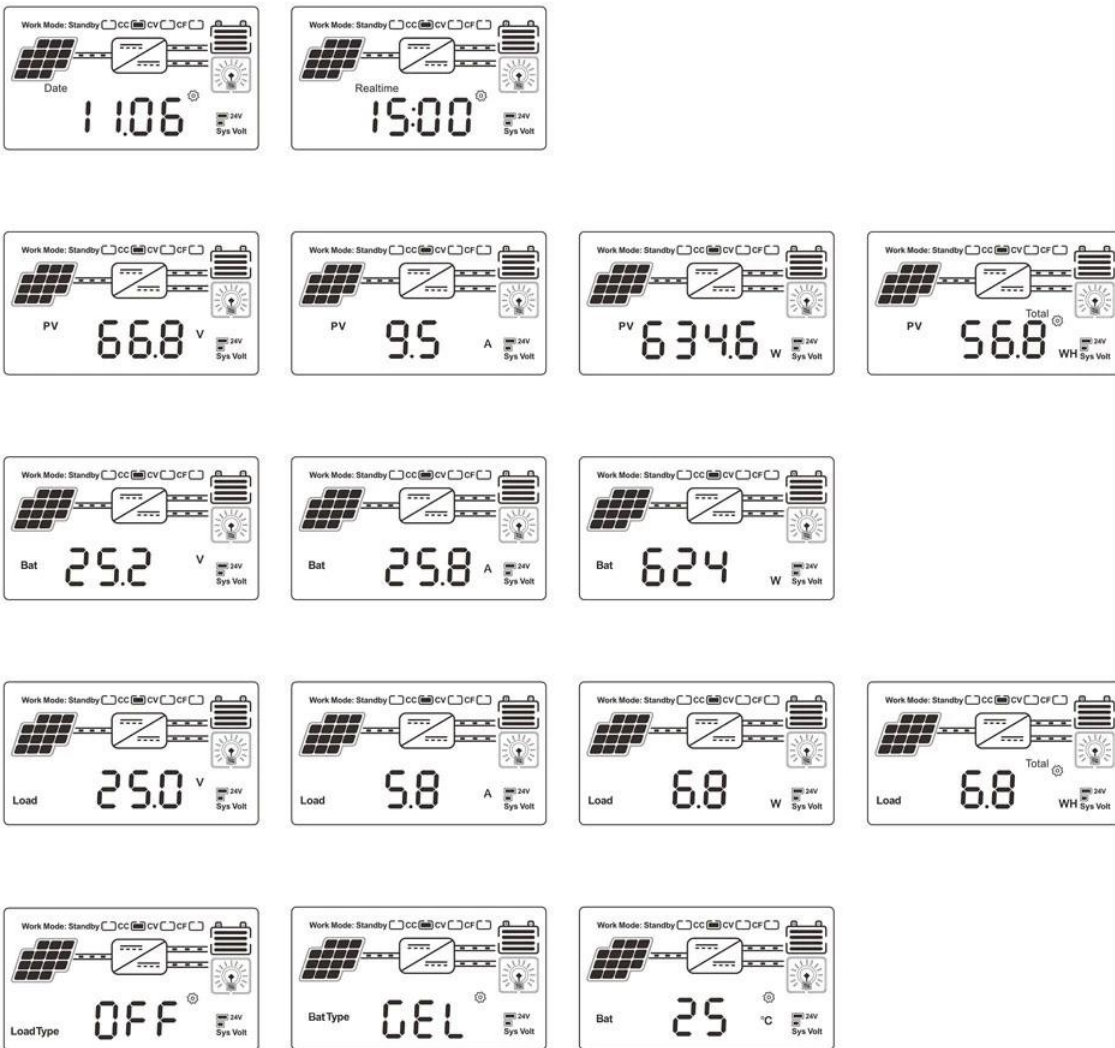 Work Mode: Standby CC CV CF
Date
11.06
24V
Sys Volt
Work Mode: Standby CC CV CF
Realtime
15:00
24V
Sys Volt
Work Mode: Standby CC CV CF
PV 66.8 V
24V
Sys Volt
Work Mode: Standby CC CV CF
PV 9.5 A
24V
Sys Volt
Work Mode: Standby CC CV CF
PV 634.6 W
24V
Sys Volt
Work Mode: Standby CC CV CF
Total
PV 56.8 WH
24V
Sys Volt
Work Mode: Standby CC CV CF
Bat 25.2 V
24V
Sys Volt
Work Mode: Standby CC CV CF
Bat 25.8 A
24V
Sys Volt
Work Mode: Standby CC CV CF
Bat 624 W
24V
Sys Volt
Work Mode: Standby CC CV CF
Load 25.0 V
24V
Sys Volt
Work Mode: Standby CC CV CF
Load 5.8 A
24V
Sys Volt
Work Mode: Standby CC CV CF
Load 6.8 W
24V
Sys Volt
Work Mode: Standby CC CV CF
Total
Load 6.8 WH
24V
Sys Volt
Work Mode: Standby CC CV CF
LoadType OFF
24V
Sys Volt
Work Mode: Standby CC CV CF
Bat Type GEL
24V
Sys Volt
Work Mode: Standby CC CV CF
Bat 25 °C
24V
Sys Volt